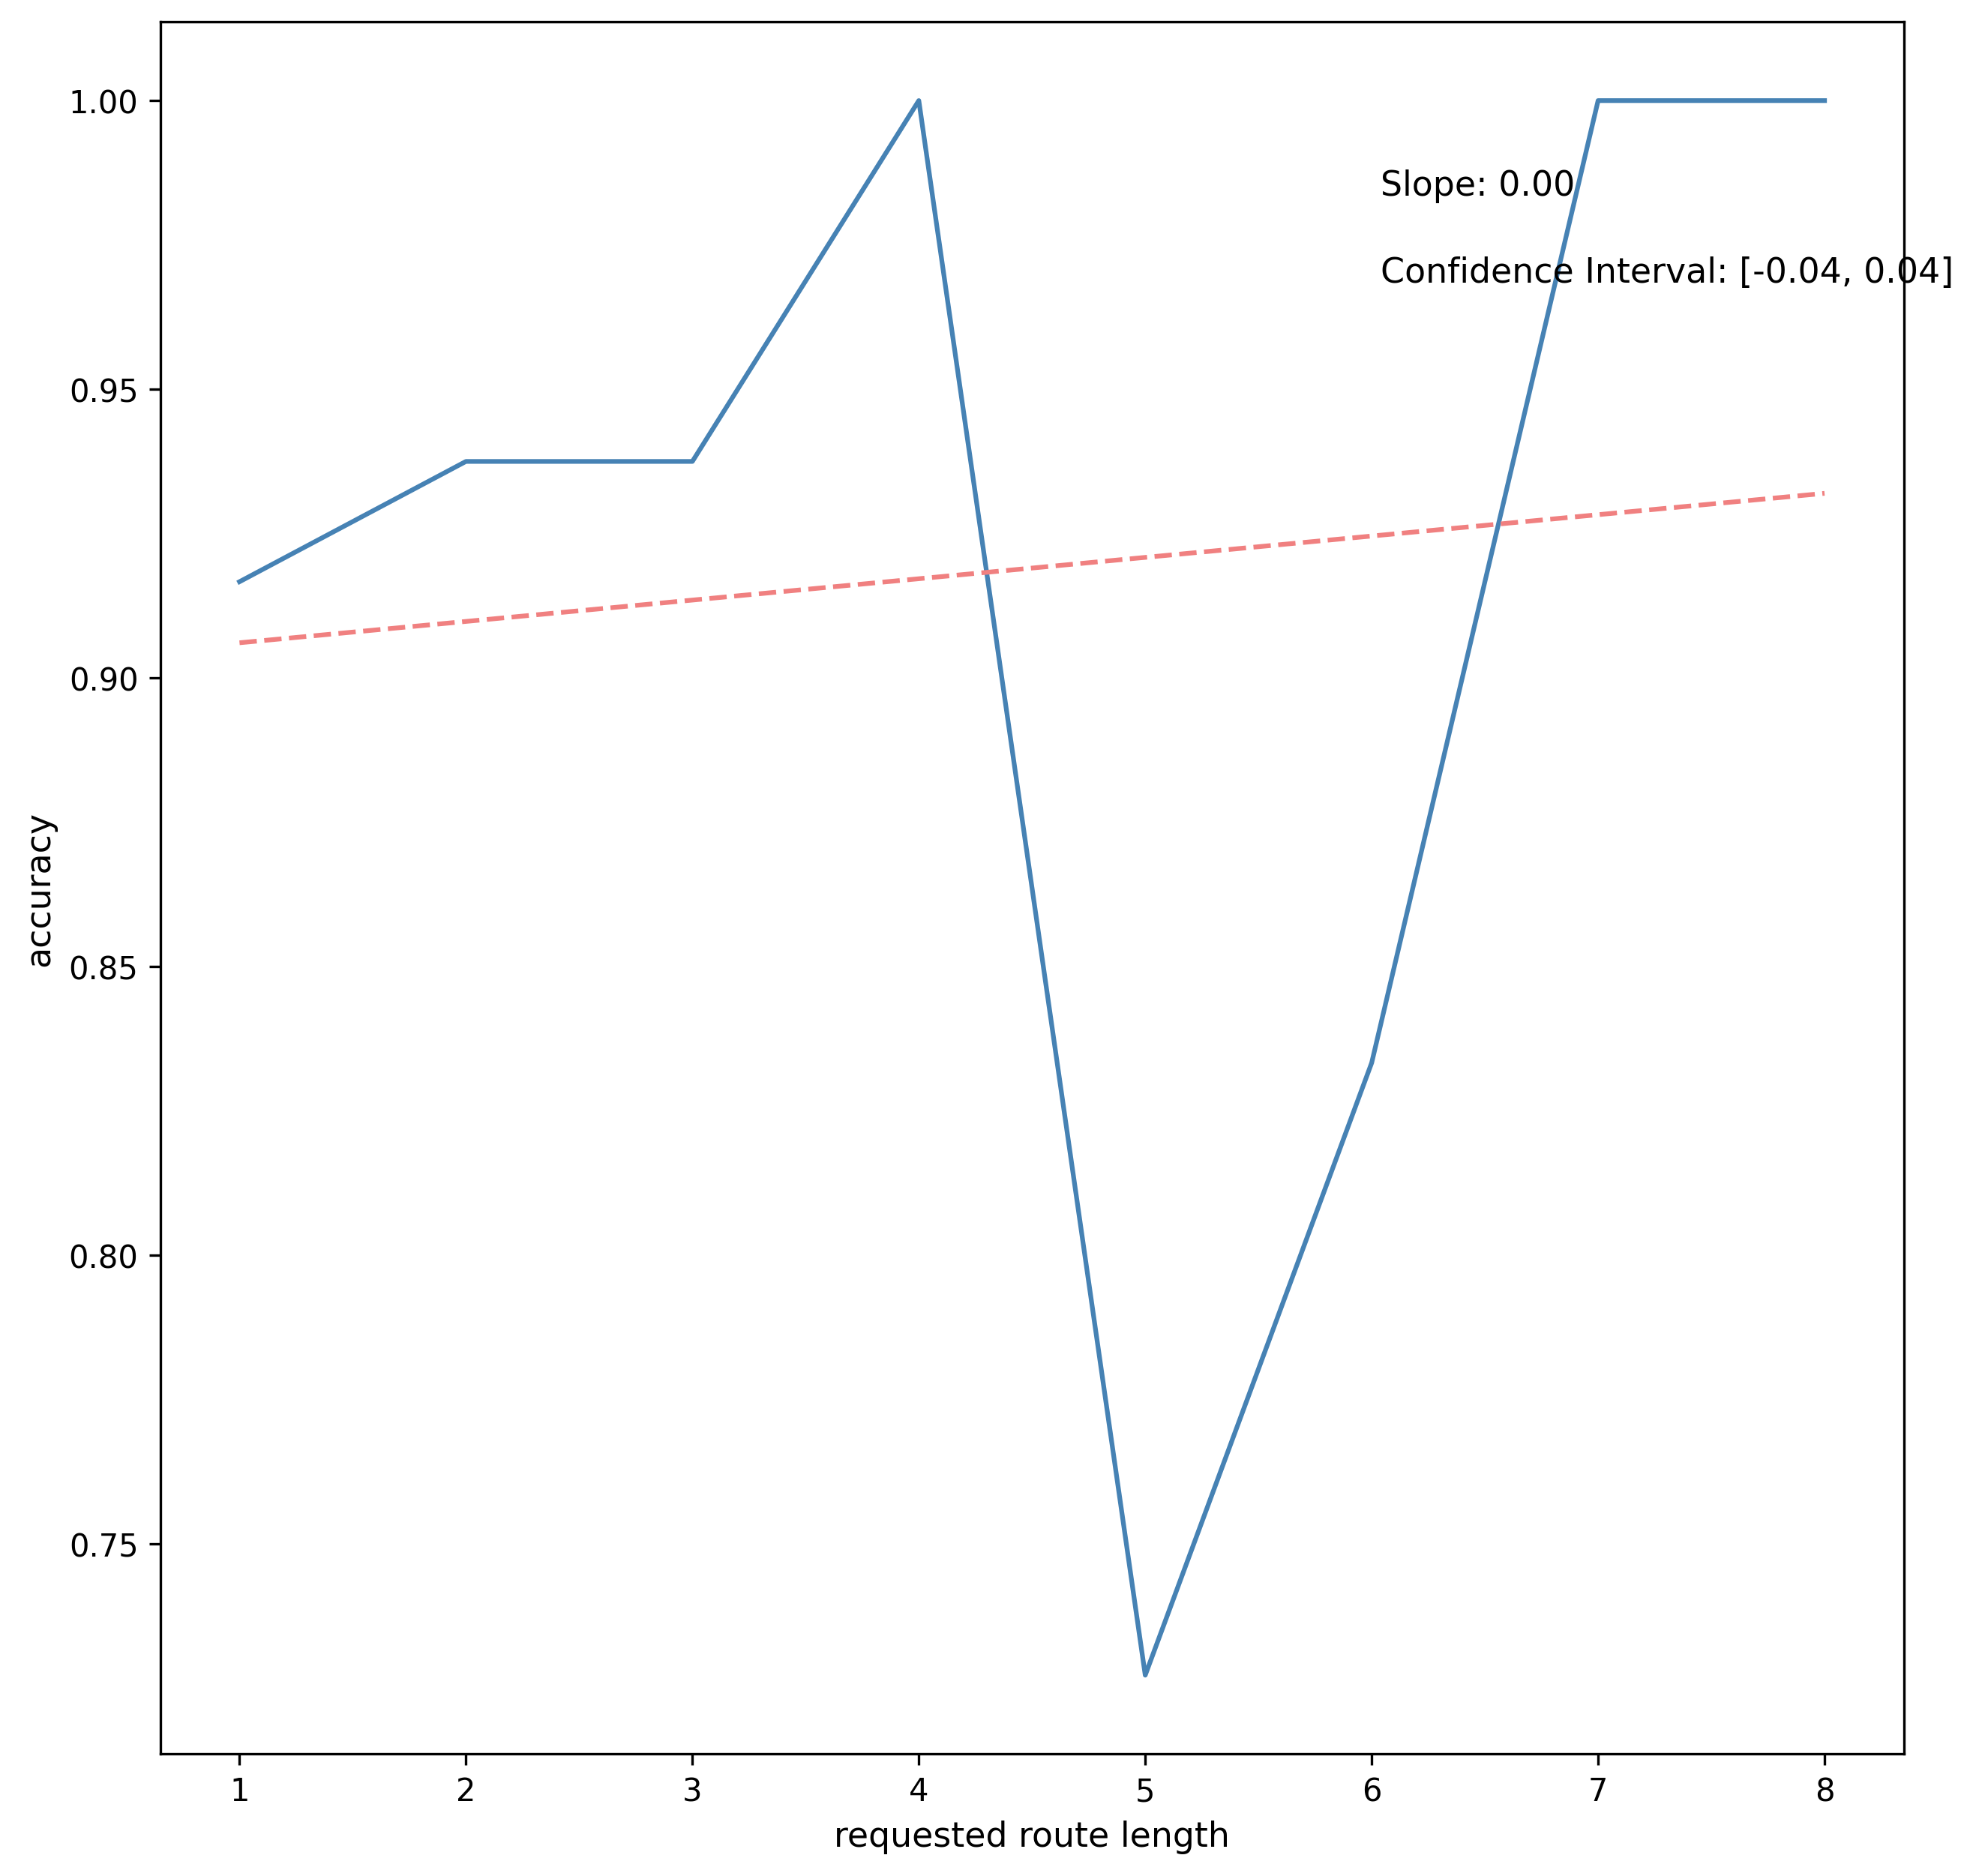 1.00
0.95
0.90
0.85
0.80
0.75
accuracy
Slope: 0.00
Confidence Interval: [-0.04, 0.04]
1 2 3 4 5 6 7 8
requested route length